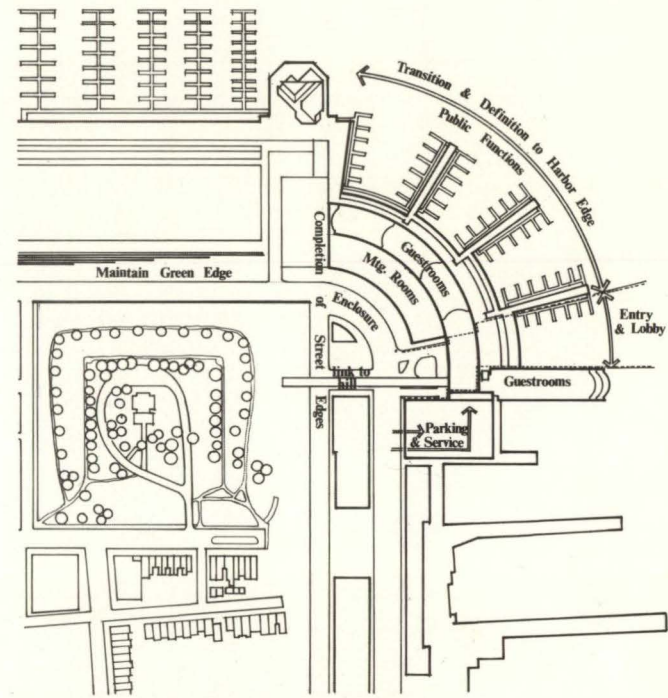 Transition & Definition to Harbor Edge
Public Functions
Guestrooms
Mtg. Rooms
Completion of Street Edges
Enclosure
Maintain Green Edge
Entry
& Lobby
link to
hill
Guestrooms
Parking
& Service